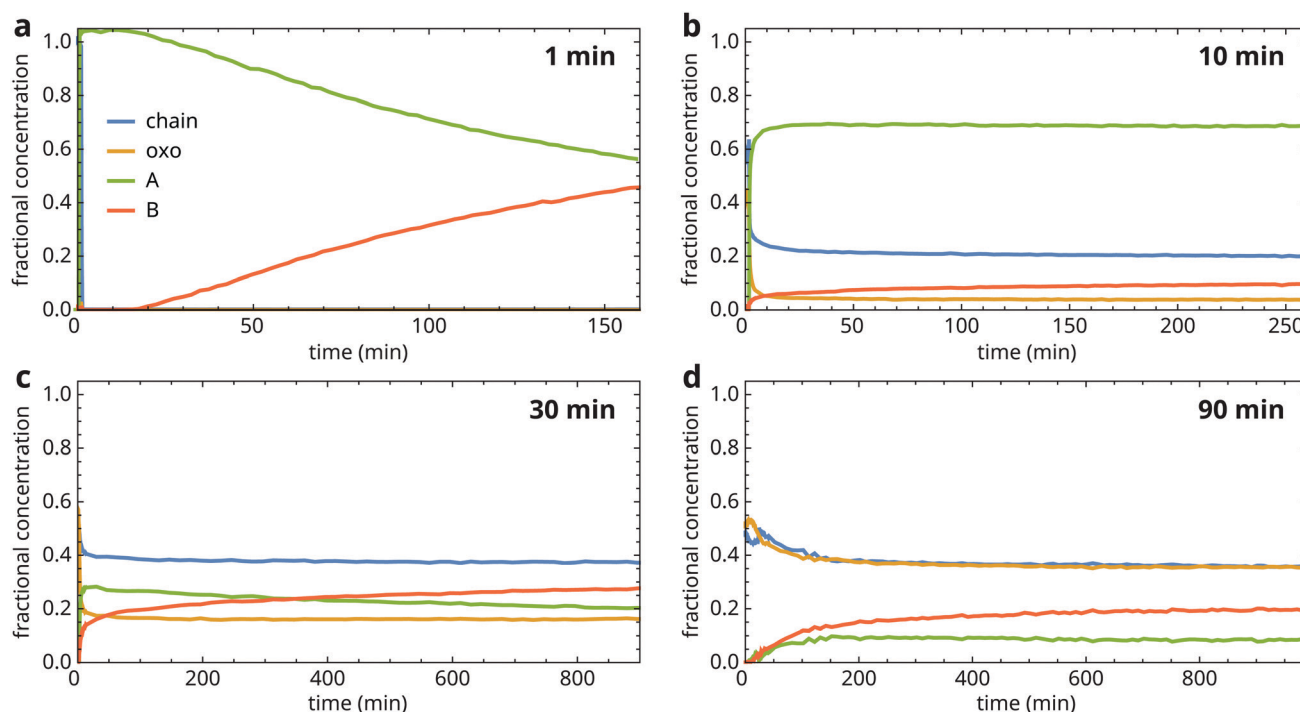 a
1 min
fractional concentration
1.0
0.8
0.6
0.4
0.2
0.0
chain
oxo
A
B
0
50
100
150
time (min)
b
10 min
fractional concentration
1.0
0.8
0.6
0.4
0.2
0.0
0
50
100
150
200
250
time (min)
c
30 min
fractional concentration
1.0
0.8
0.6
0.4
0.2
0.0
0
200
400
600
800
time (min)
d
90 min
fractional concentration
1.0
0.8
0.6
0.4
0.2
0.0
0
200
400
600
800
time (min)